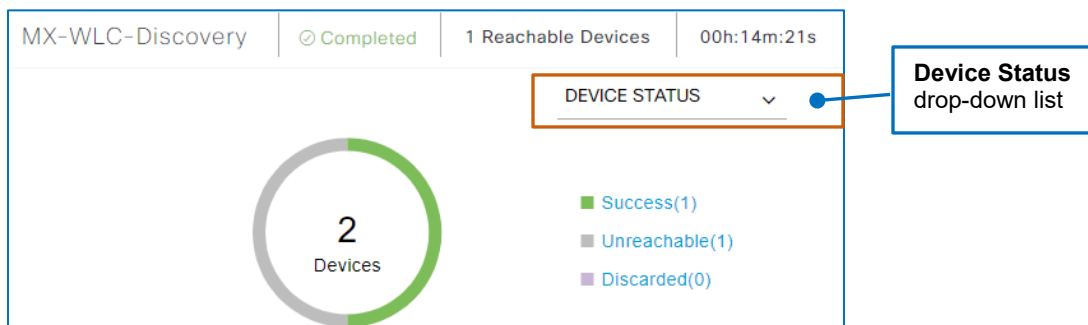 MX-WLC-Discovery Completed 1 Reachable Devices 00h:14m:21s
DEVICE STATUS
Device Status
drop-down list
2
Devices
Success(1)
Unreachable(1)
Discarded(0)